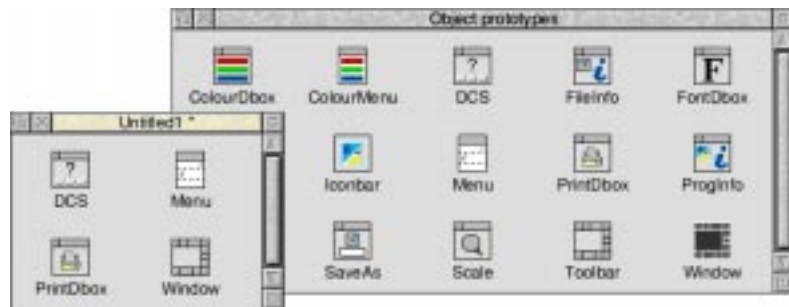 Object prototypes
ColourDbox ColourMenu DCS FileInfo FontDbox
Untitled1 *
Iconbar Menu PrintDbox ProgInfo
DCS Menu
SaveAs Scale Toolbar Window
PrintDbox Window